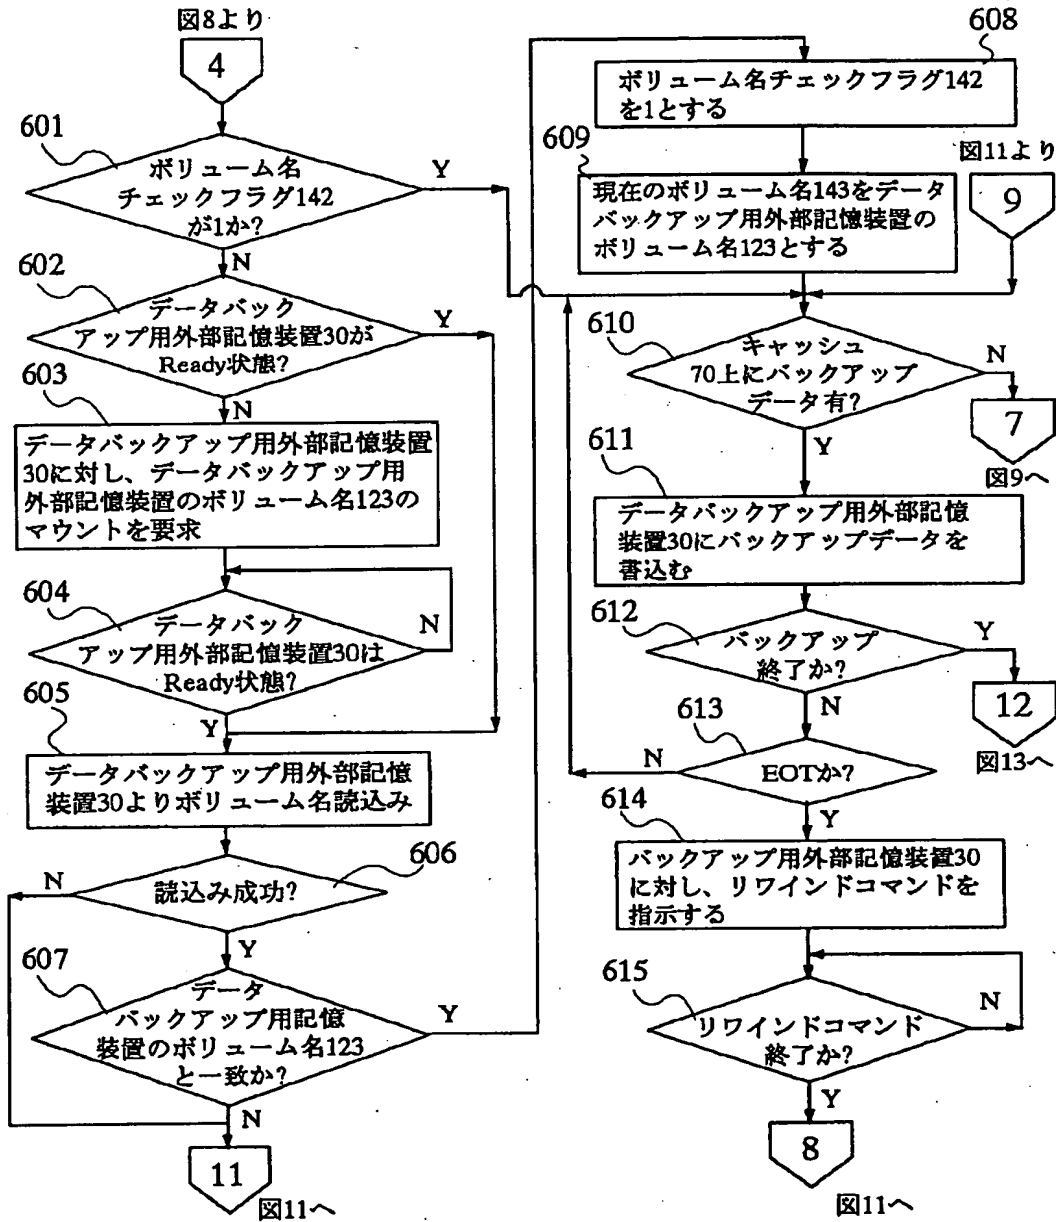 図8より
4
601
ボリューム名
チェックフラグ142
が1か?
Y
N
602
データバック
アップ用外部記憶装置30が
Ready状態?
Y
N
603
データバックアップ用外部記憶装置
30に対し、データバックアップ用
外部記憶装置のボリューム名123の
マウントを要求
604
データバック
アップ用外部記憶装置30は
Ready状態?
N
Y
605
データバックアップ用外部記憶
装置30よりボリューム名読込み
606
読込み成功?
N
Y
607
データ
バックアップ用記憶
装置のボリューム名123
と一致か?
Y
N
11
図11へ
608
ボリューム名チェックフラグ142
を1とする
609
現在のボリューム名143をデータ
バックアップ用外部記憶装置の
ボリューム名123とする
図11より
9
610
キャッシュ
70上にバックアップ
データ有?
N
Y
7
図9へ
611
データバックアップ用外部記憶
装置30にバックアップデータを
書込む
612
バックアップ
終了か?
Y
N
12
図13へ
613
EOTか?
N
Y
614
バックアップ用外部記憶装置30
に対し、リワインドコマンドを
指示する
615
リワインドコマンド
終了か?
N
Y
8
図11へ